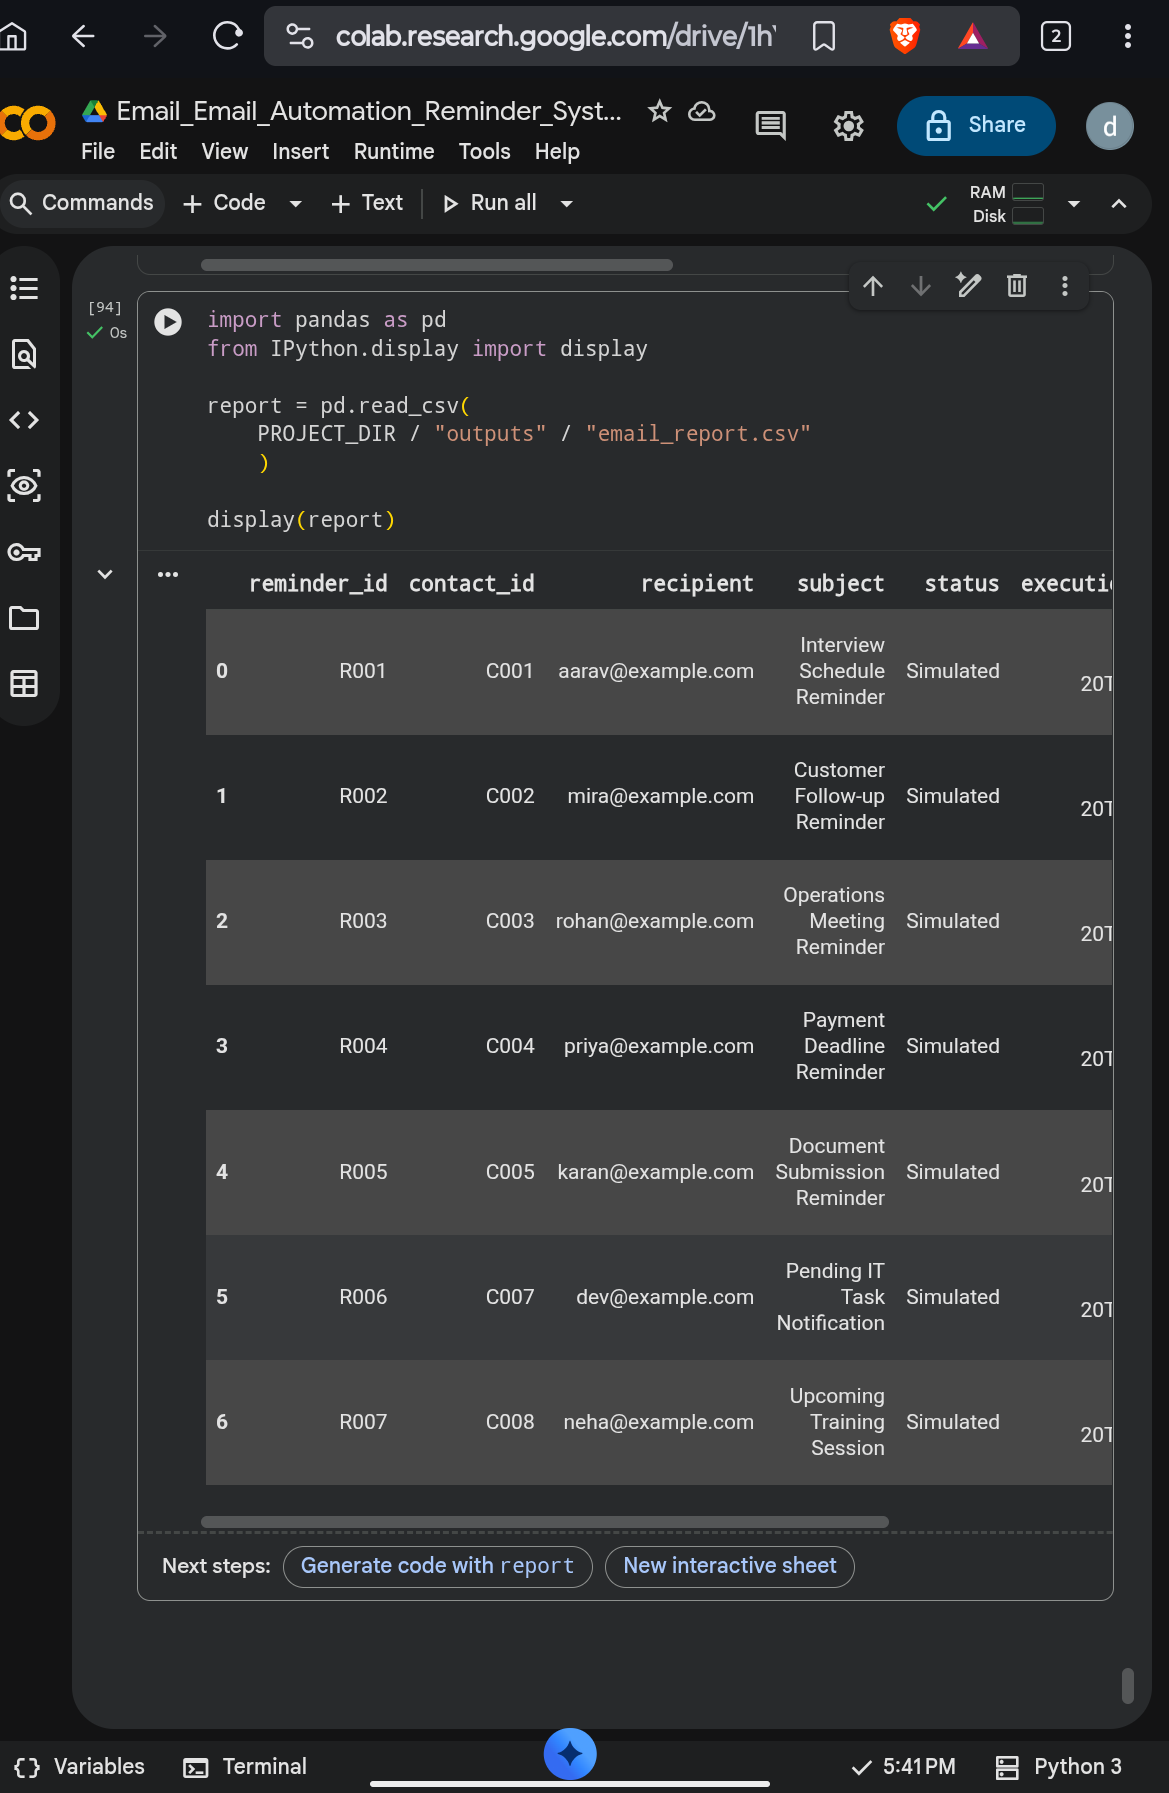 colab.research.google.com/drive/1h
2
Email_Email_Automation_Reminder_Syst...
Share
d
File Edit View Insert Runtime Tools Help
Commands + Code + Text Run all
RAM
Disk
[94]
0s
import pandas as pd
from IPython.display import display
report = pd.read_csv(
PROJECT_DIR / "outputs" / "email_report.csv"
)
display(report)
reminder_id contact_id recipient subject status executi
0 R001 C001 aarav@example.com Interview Schedule Reminder Simulated 20T
1 R002 C002 mira@example.com Customer Follow-up Reminder Simulated 20T
2 R003 C003 rohan@example.com Operations Meeting Reminder Simulated 20T
3 R004 C004 priya@example.com Payment Deadline Reminder Simulated 20T
4 R005 C005 karan@example.com Document Submission Reminder Simulated 20T
5 R006 C007 dev@example.com Pending IT Task Notification Simulated 20T
6 R007 C008 neha@example.com Upcoming Training Session Simulated 20T
Next steps: Generate code with report New interactive sheet
Variables Terminal 5:41 PM Python 3